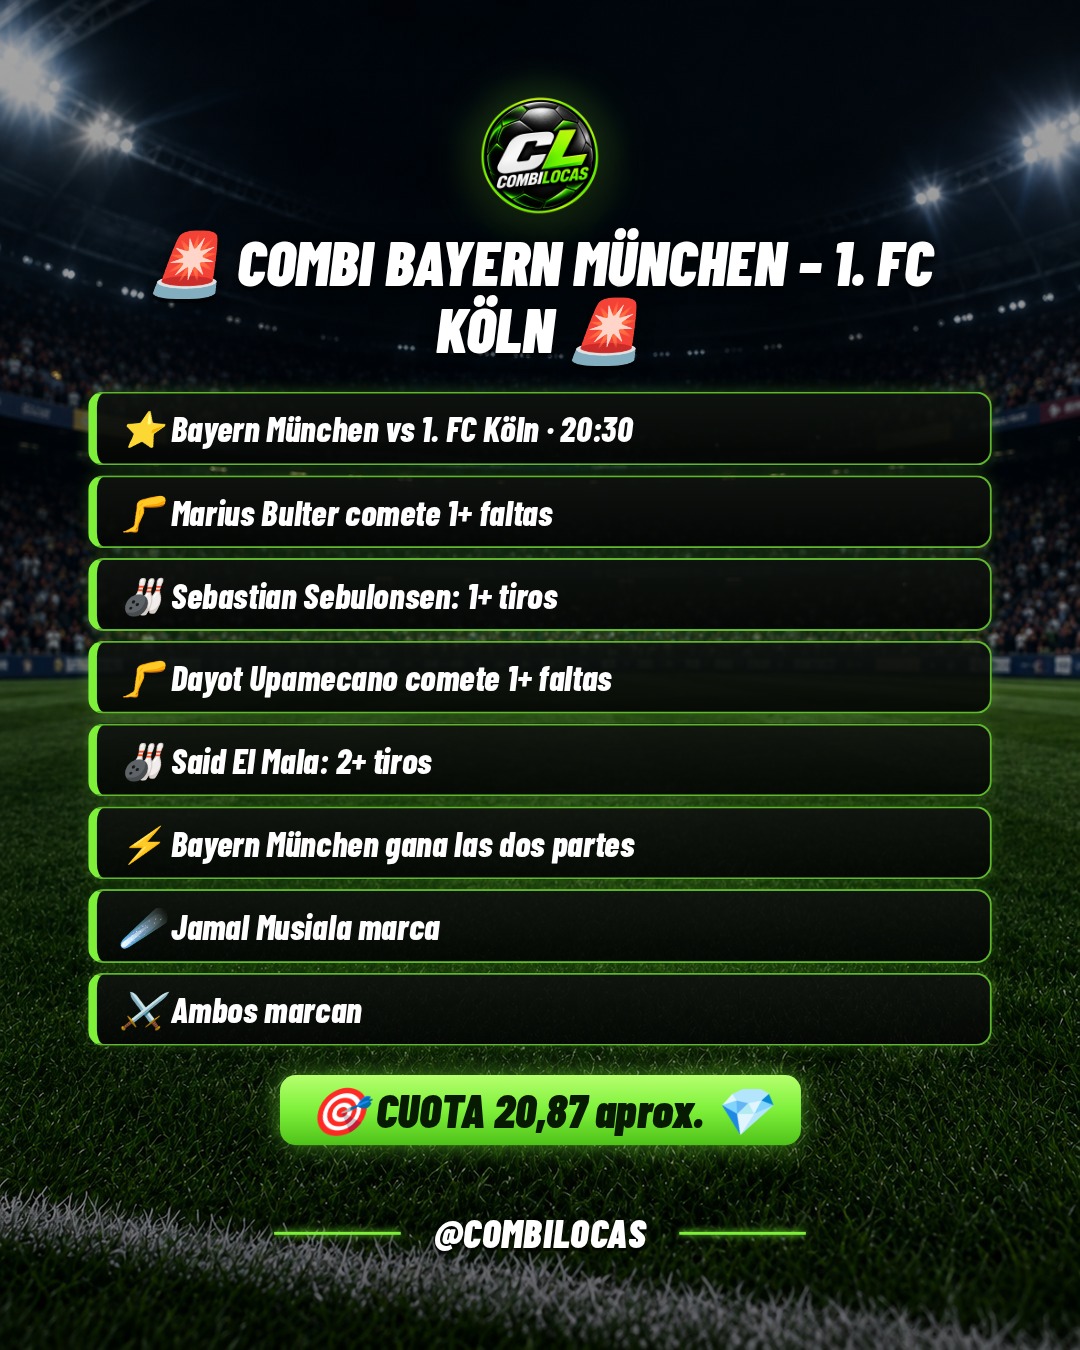 CL
COMBILOCAS
🚨 COMBI BAYERN MÜNCHEN - 1. FC
KÖLN 🚨
⭐ Bayern München vs 1. FC Köln · 20:30
🦵 Marius Bulter comete 1+ faltas
🎳 Sebastian Sebulonsen: 1+ tiros
🦵 Dayot Upamecano comete 1+ faltas
🎳 Said El Mala: 2+ tiros
⚡ Bayern München gana las dos partes
☄️ Jamal Musiala marca
⚔️ Ambos marcan
🎯 CUOTA 20,87 aprox. 💎
@COMBILOCAS